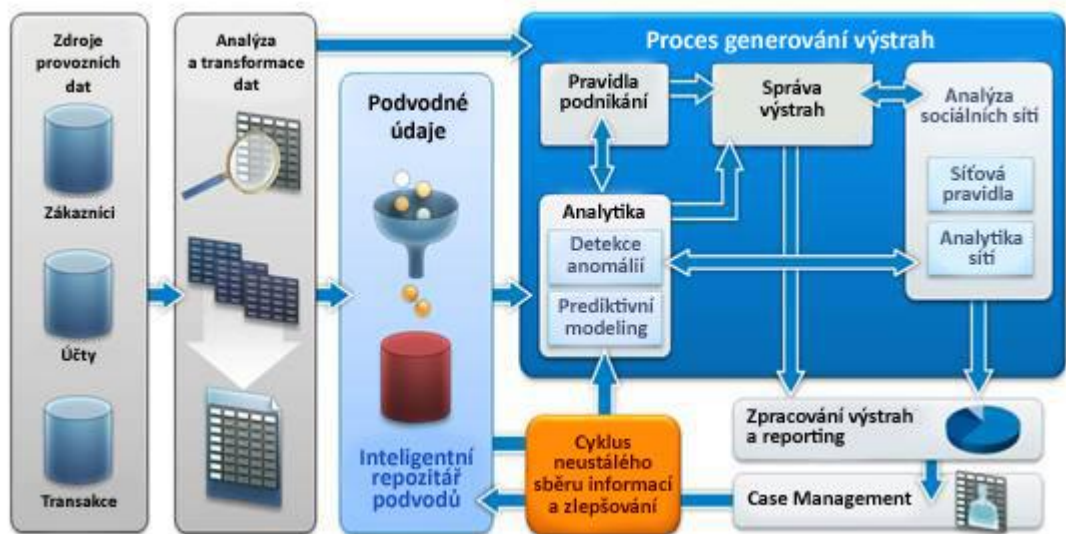 Zdroje
provozních
dat
Zákazníci
Účty
Transakce
Analýza
a transformace
dat
Podvodné
údaje
Inteligentní
repozitář
podvodů
Proces generování výstrah
Pravidla
podnikání
Správa
výstrah
Analýza
sociálních sítí
Síťová
pravidla
Analytika
sítí
Analytika
Detekce
anomálií
Prediktivní
modeling
Cyklus
neustálého
sběru informací
a zlepšování
Zpracování výstrah
a reporting
Case Management